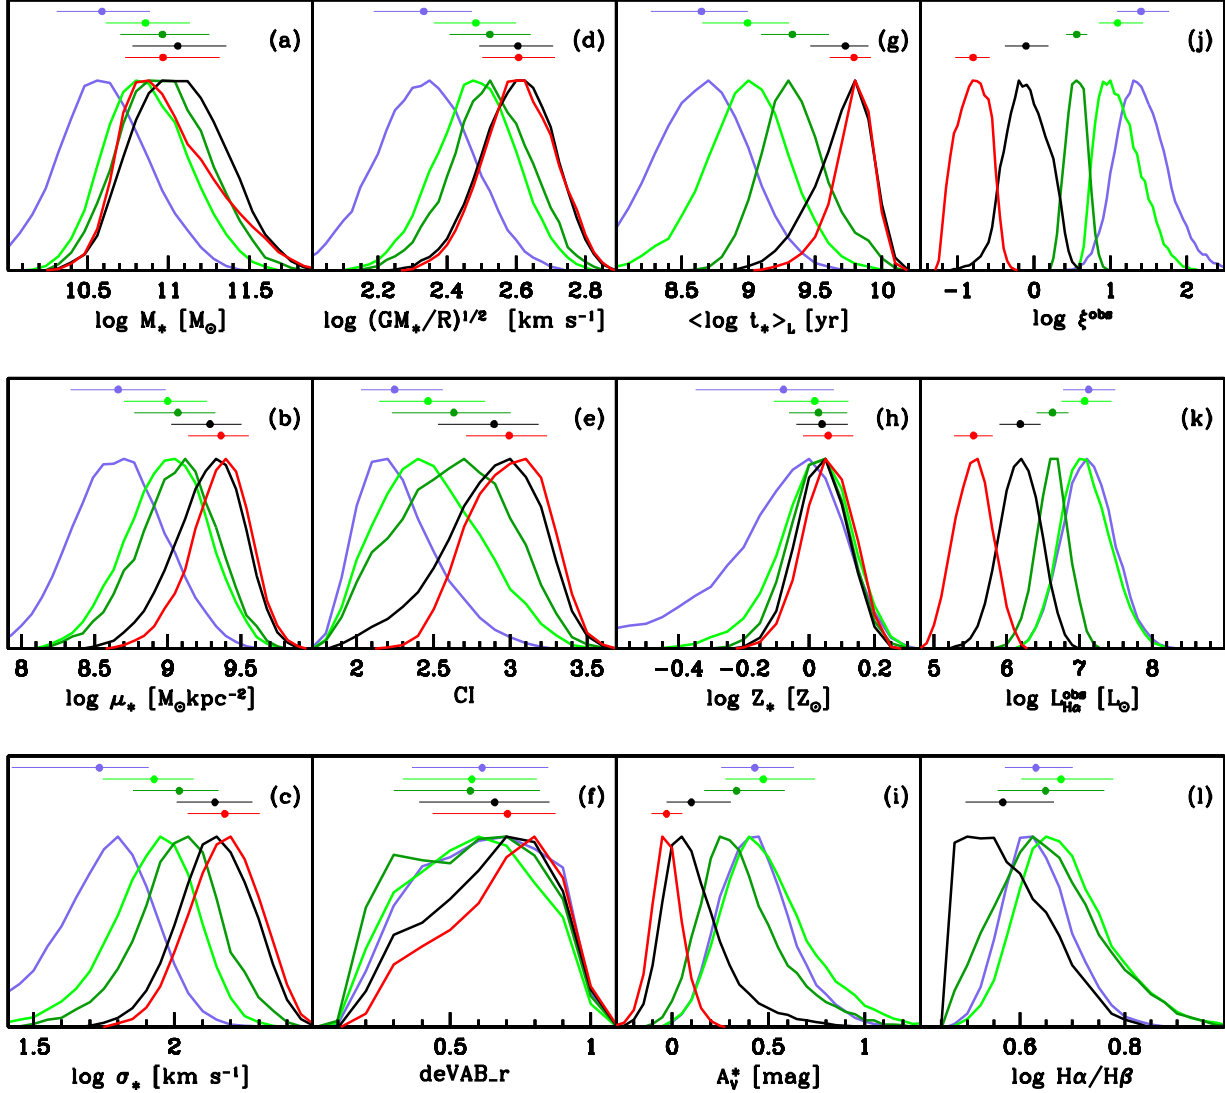 (a) (d) (g) (j)
10.5 11 11.5 2.2 2.4 2.6 2.8 8.5 9 9.5 10 −1 0 1 2
log M* [M⊙] log (GM*/R)¹/² [km s⁻¹] <log t*>L [yr] log ξᵒᵇˢ
(b) (e) (h) (k)
8 8.5 9 9.5 2 2.5 3 3.5 −0.4 −0.2 0 0.2 5 6 7 8
log μ* [M⊙kpc⁻²] CI log Z* [Z⊙] log L^obs_Hα [L⊙]
(c) (f) (i) (l)
1.5 2 0.5 1 0 0.5 1 0.6 0.8
log σ* [km s⁻¹] deVAB_r A*V [mag] log Hα/Hβ